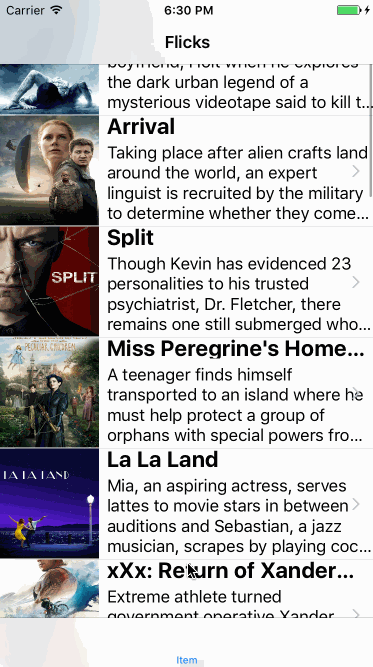 Carrier 6:30 PM
Flicks
boyfriend, Holt when he explores
the dark urban legend of a
mysterious videotape said to kill t...
Arrival
Taking place after alien crafts land
around the world, an expert
linguist is recruited by the military
to determine whether they come...
SPLIT
Split
Though Kevin has evidenced 23
personalities to his trusted
psychiatrist, Dr. Fletcher, there
remains one still submerged who...
PECULIAR CHILDREN
Miss Peregrine's Home...
A teenager finds himself
transported to an island where he
must help protect a group of
orphans with special powers fro...
LA LA LAND
La La Land
Mia, an aspiring actress, serves
lattes to movie stars in between
auditions and Sebastian, a jazz
musician, scrapes by playing coc...
xXx: Return of Xander...
Extreme athlete turned
government operative Xander
Item